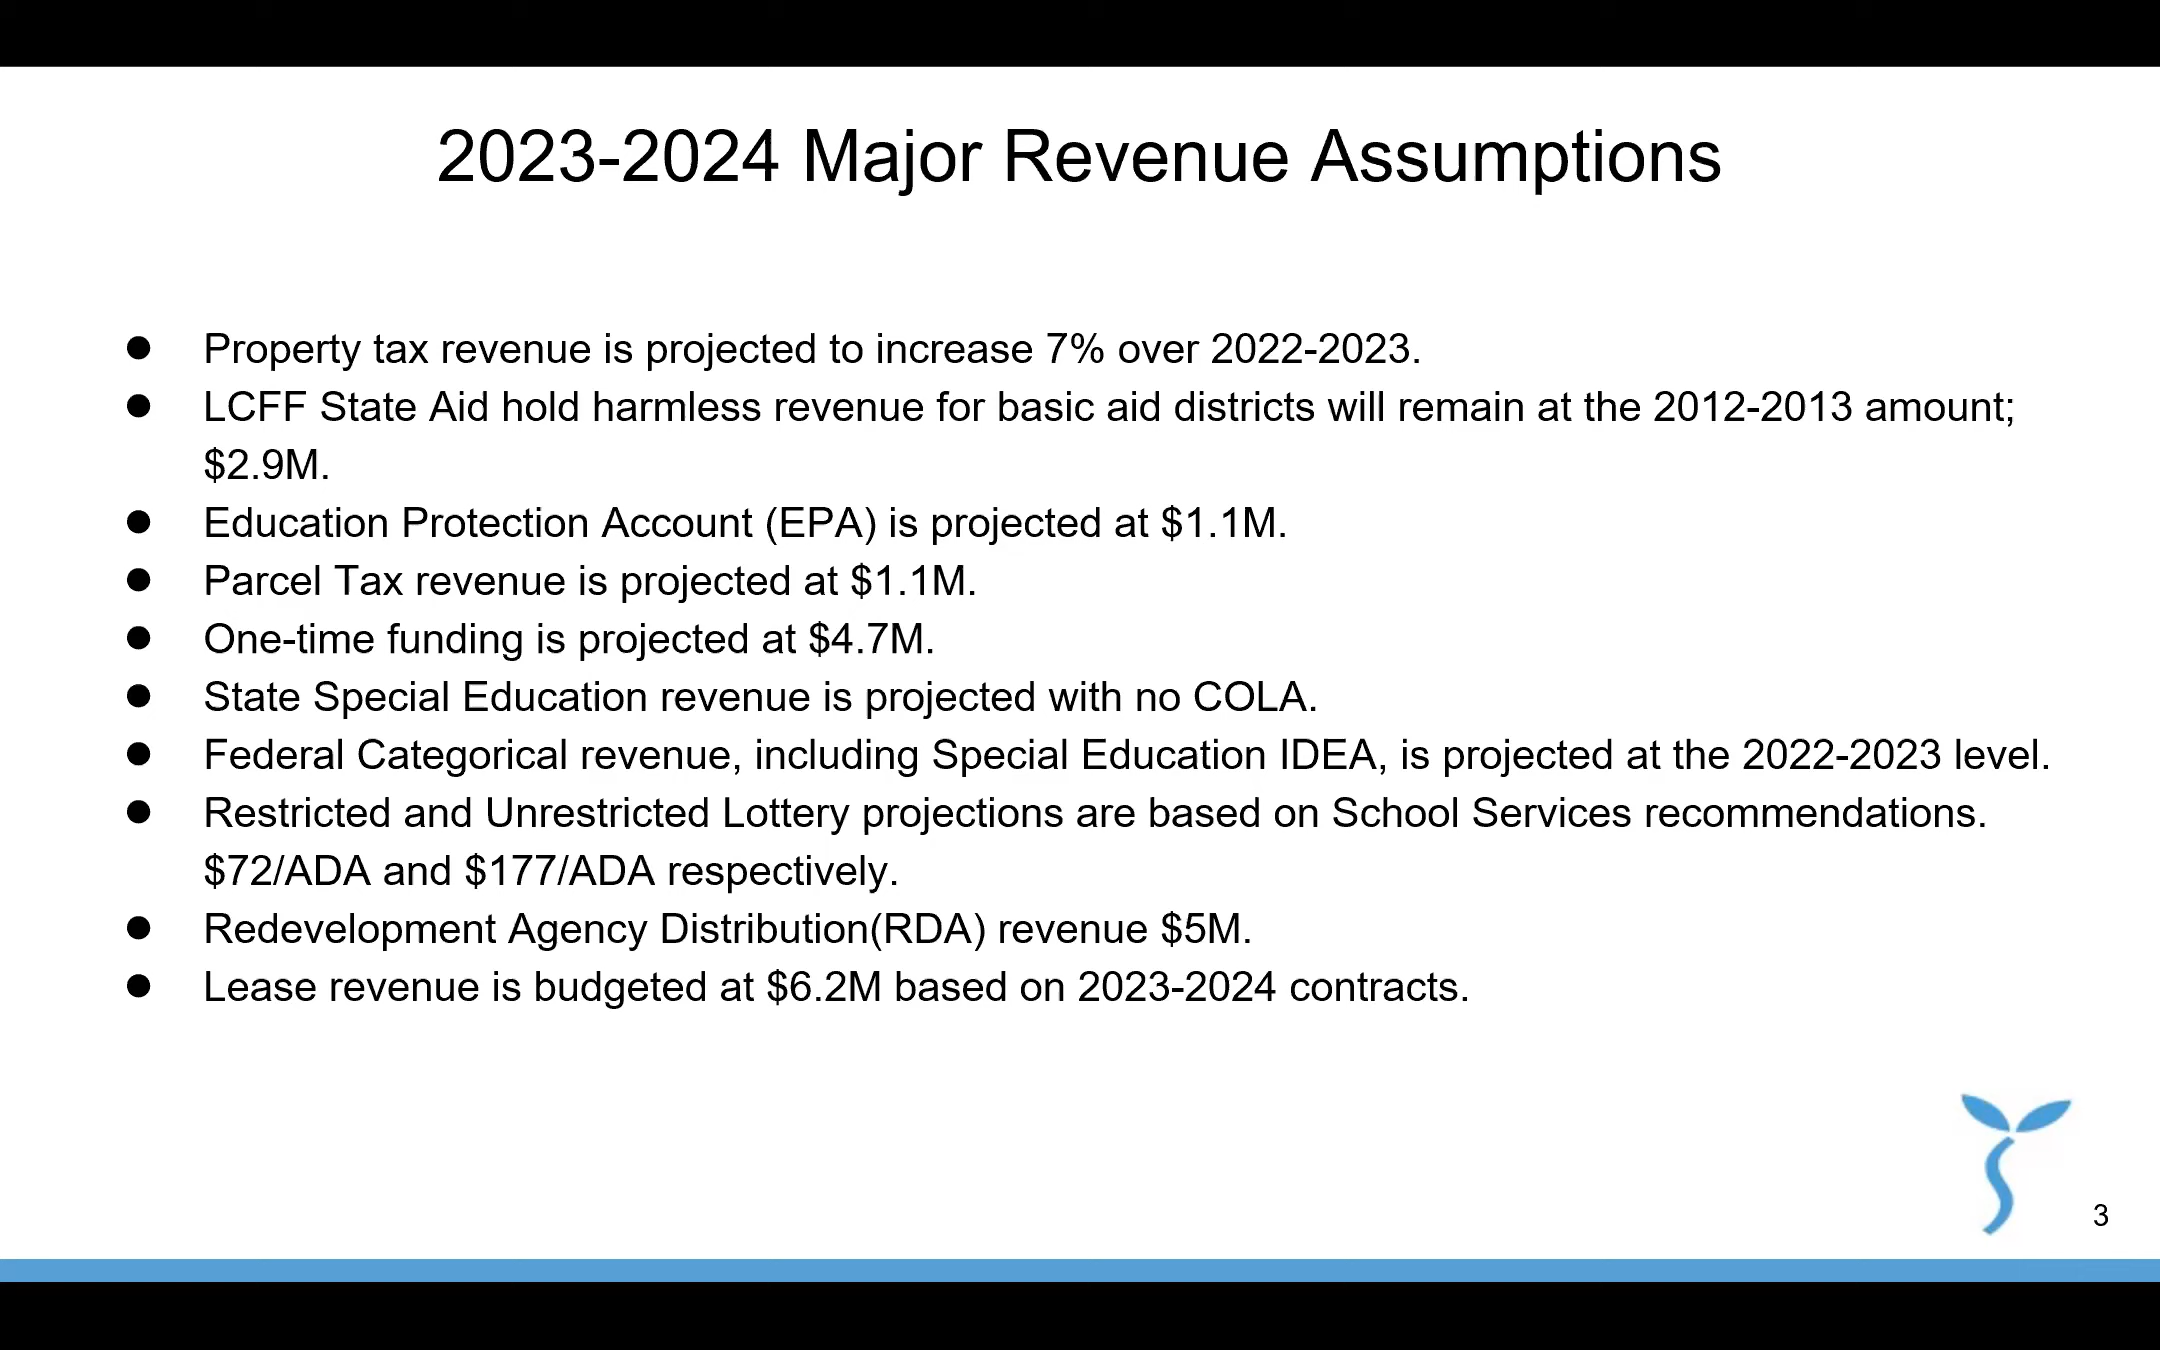 2023-2024 Major Revenue Assumptions
● Property tax revenue is projected to increase 7% over 2022-2023.
● LCFF State Aid hold harmless revenue for basic aid districts will remain at the 2012-2013 amount;
$2.9M.
● Education Protection Account (EPA) is projected at $1.1M.
● Parcel Tax revenue is projected at $1.1M.
● One-time funding is projected at $4.7M.
● State Special Education revenue is projected with no COLA.
● Federal Categorical revenue, including Special Education IDEA, is projected at the 2022-2023 level.
● Restricted and Unrestricted Lottery projections are based on School Services recommendations.
$72/ADA and $177/ADA respectively.
● Redevelopment Agency Distribution(RDA) revenue $5M.
● Lease revenue is budgeted at $6.2M based on 2023-2024 contracts.
3